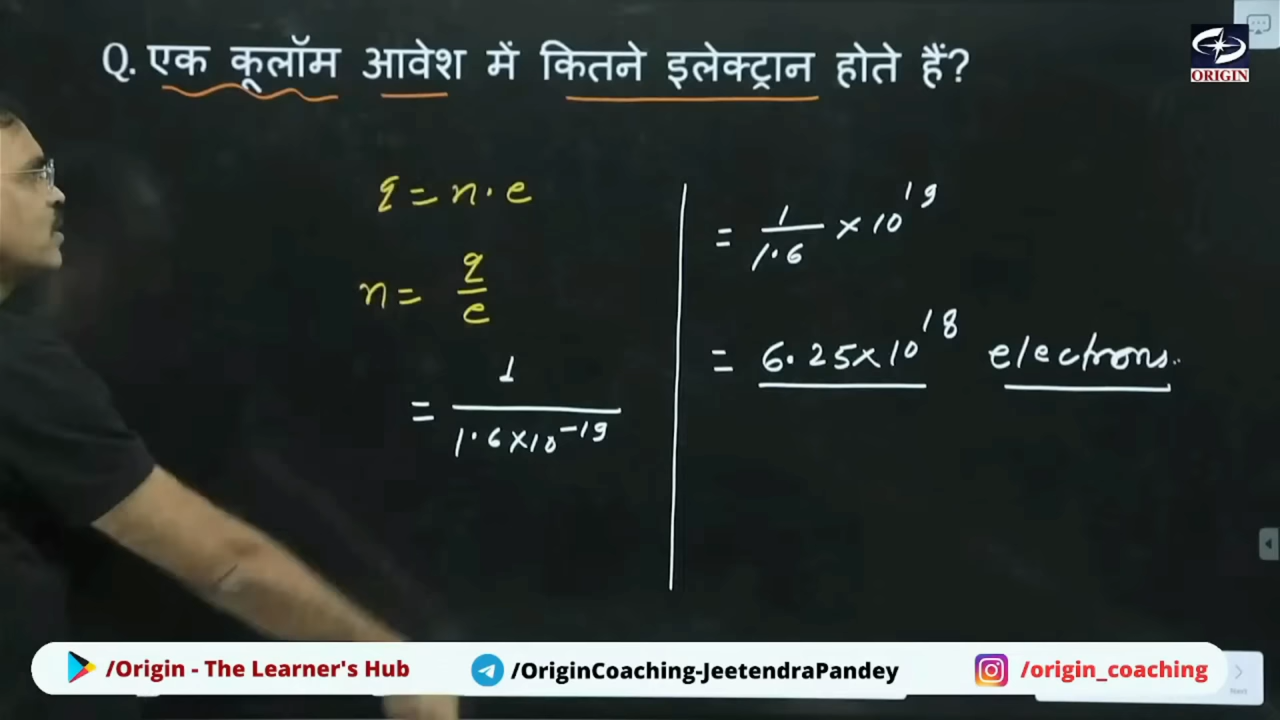 Q. एक कूलॉम आवेश में कितने इलेक्ट्रान होते हैं?
ORIGIN
q = n · e
n = q/e
= 1/1.6×10⁻¹⁹
= 1/1.6 × 10¹⁹
= 6.25×10¹⁸ electrons.
/Origin - The Learner's Hub
/OriginCoaching-JeetendraPandey
/origin_coaching
Next